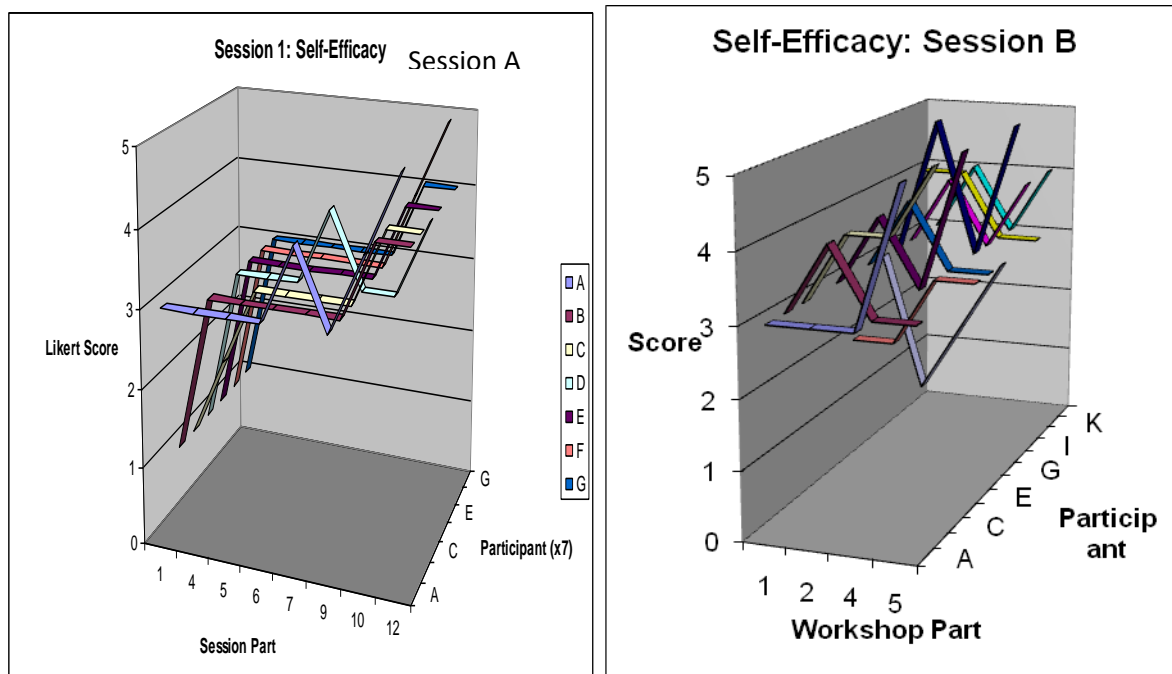 Session 1: Self-Efficacy
Session A
5
4
3
Likert Score
2
1
0
1
4
5
6
7
9
10
12
Session Part
A
C
E
G
Participant (x7)
A
B
C
D
E
F
G
Self-Efficacy: Session B
5
4
3
Score
2
1
0
1
2
4
5
Workshop Part
A
C
E
G
I
K
Particip
ant